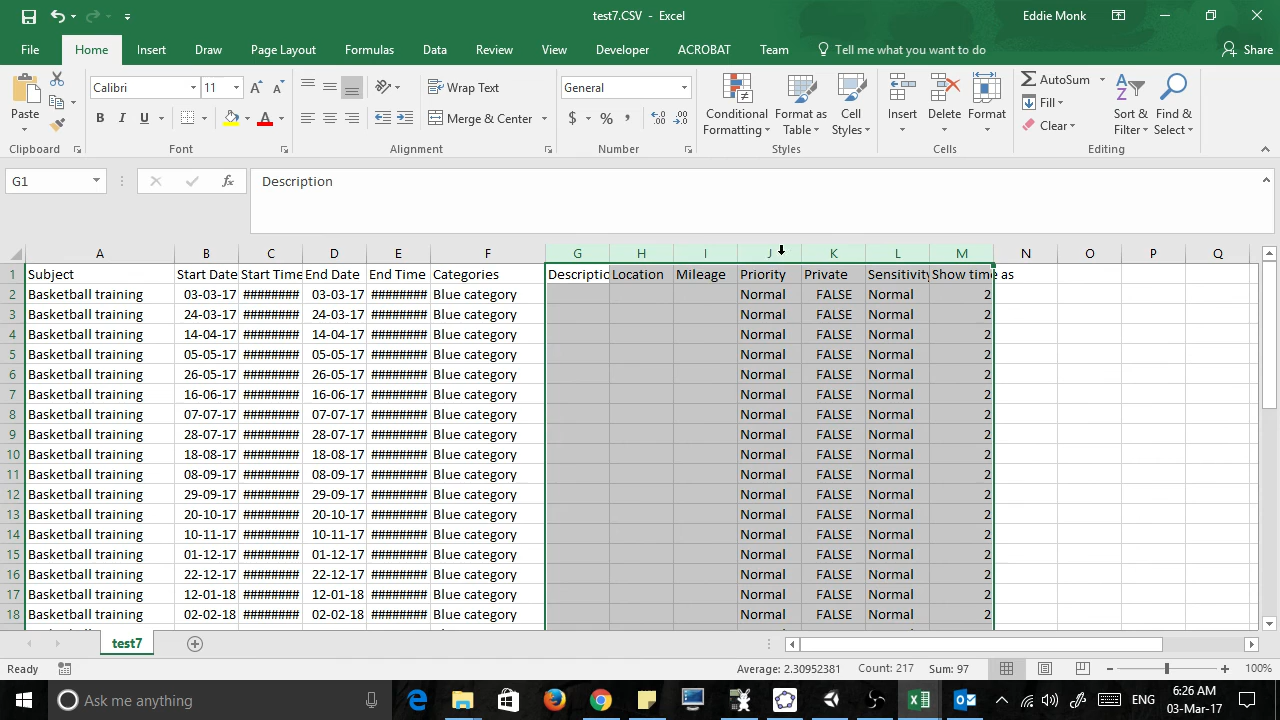 test7.CSV - Excel
Eddie Monk
File Home Insert Draw Page Layout Formulas Data Review View Developer ACROBAT Team Tell me what you want to do Share
Paste
Calibri 11
B I U A
Wrap Text
Merge & Center
General
$ % ,
Conditional Formatting
Format as Table
Cell Styles
Insert Delete Format
AutoSum
Fill
Clear
Sort & Filter
Find & Select
Clipboard Font Alignment Number Styles Cells Editing
G1 fx Description
A B C D E F G H I J K L M N O P Q
1 Subject Start Date Start Time End Date End Time Categories Descriptic Location Mileage Priority Private Sensitivity Show time as
2 Basketball training 03-03-17 ######## 03-03-17 ######## Blue category Normal FALSE Normal 2
3 Basketball training 24-03-17 ######## 24-03-17 ######## Blue category Normal FALSE Normal 2
4 Basketball training 14-04-17 ######## 14-04-17 ######## Blue category Normal FALSE Normal 2
5 Basketball training 05-05-17 ######## 05-05-17 ######## Blue category Normal FALSE Normal 2
6 Basketball training 26-05-17 ######## 26-05-17 ######## Blue category Normal FALSE Normal 2
7 Basketball training 16-06-17 ######## 16-06-17 ######## Blue category Normal FALSE Normal 2
8 Basketball training 07-07-17 ######## 07-07-17 ######## Blue category Normal FALSE Normal 2
9 Basketball training 28-07-17 ######## 28-07-17 ######## Blue category Normal FALSE Normal 2
10 Basketball training 18-08-17 ######## 18-08-17 ######## Blue category Normal FALSE Normal 2
11 Basketball training 08-09-17 ######## 08-09-17 ######## Blue category Normal FALSE Normal 2
12 Basketball training 29-09-17 ######## 29-09-17 ######## Blue category Normal FALSE Normal 2
13 Basketball training 20-10-17 ######## 20-10-17 ######## Blue category Normal FALSE Normal 2
14 Basketball training 10-11-17 ######## 10-11-17 ######## Blue category Normal FALSE Normal 2
15 Basketball training 01-12-17 ######## 01-12-17 ######## Blue category Normal FALSE Normal 2
16 Basketball training 22-12-17 ######## 22-12-17 ######## Blue category Normal FALSE Normal 2
17 Basketball training 12-01-18 ######## 12-01-18 ######## Blue category Normal FALSE Normal 2
18 Basketball training 02-02-18 ######## 02-02-18 ######## Blue category Normal FALSE Normal 2
test7
Ready Average: 2.30952381 Count: 217 Sum: 97 100%
Ask me anything ENG 6:26 AM
03-Mar-17